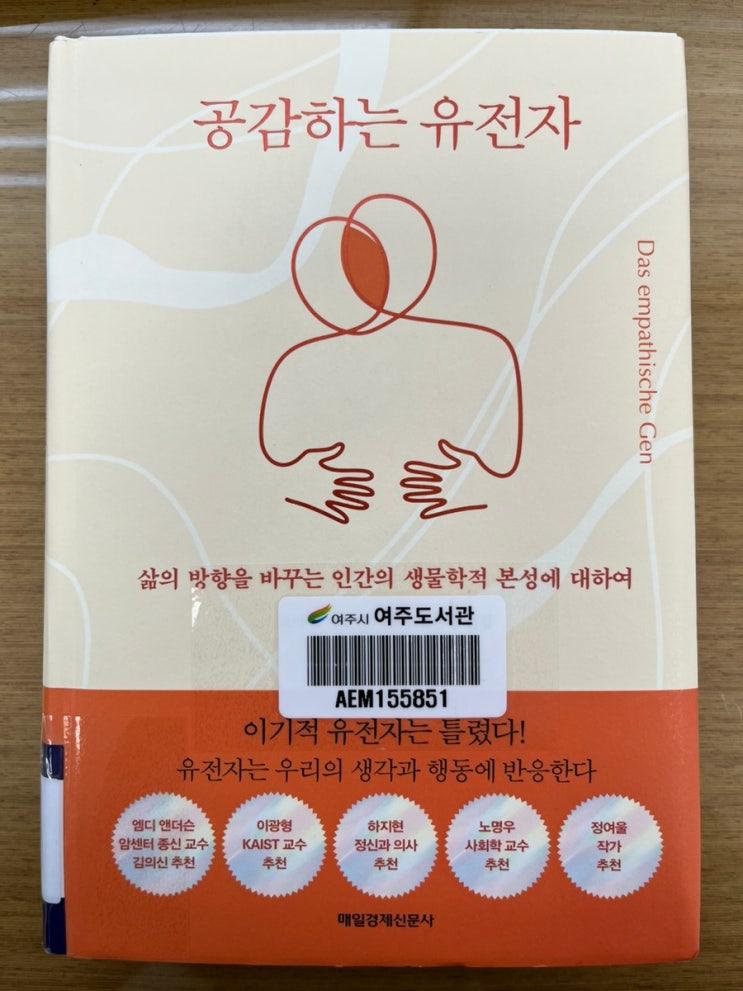 공감하는 유전자
Das empathische Gen
삶의 방향을 바꾸는 인간의 생물학적 본성에 대하여
여주시 여주도서관
AEM155851
이기적 유전자는 틀렸다!
유전자는 우리의 생각과 행동에 반응한다
엠디 앤더슨
암센터 종신 교수
김의신 추천
이광형
KAIST 교수
추천
하지현
정신과 의사
추천
노명우
사회학 교수
추천
정여울
작가
추천
매일경제신문사